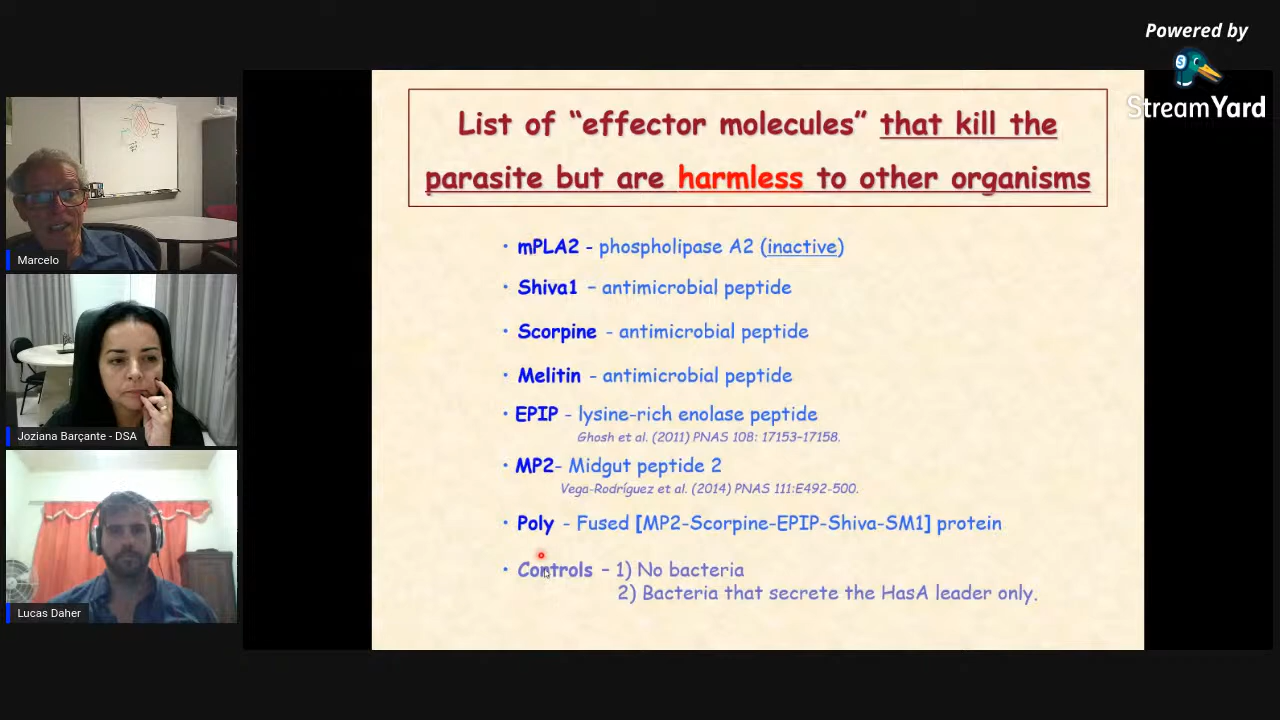 Powered by
StreamYard
List of “effector molecules” that kill the
parasite but are harmless to other organisms
• mPLA2 - phospholipase A2 (inactive)
• Shiva1 – antimicrobial peptide
• Scorpine - antimicrobial peptide
• Melitin - antimicrobial peptide
• EPIP - lysine-rich enolase peptide
Ghosh et al. (2011) PNAS 108: 17153–17158.
• MP2- Midgut peptide 2
Vega-Rodríguez et al. (2014) PNAS 111:E492-500.
• Poly - Fused [MP2-Scorpine-EPIP-Shiva-SM1] protein
• Controls – 1) No bacteria
2) Bacteria that secrete the HasA leader only.
Marcelo
Joziana Barçante - DSA
Lucas Daher